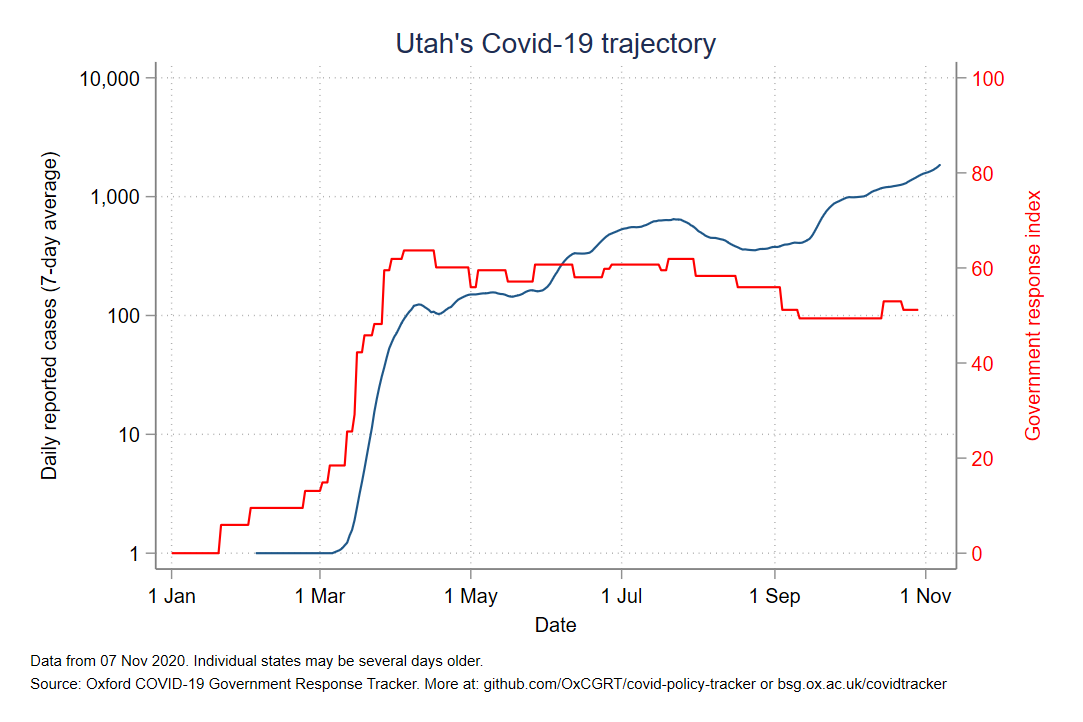 Utah's Covid-19 trajectory
10,000
1,000
100
10
1
Daily reported cases (7-day average)
100
80
60
40
20
0
Government response index
1 Jan
1 Mar
1 May
1 Jul
1 Sep
1 Nov
Date
Data from 07 Nov 2020. Individual states may be several days older.
Source: Oxford COVID-19 Government Response Tracker. More at: github.com/OxCGRT/covid-policy-tracker or bsg.ox.ac.uk/covidtracker